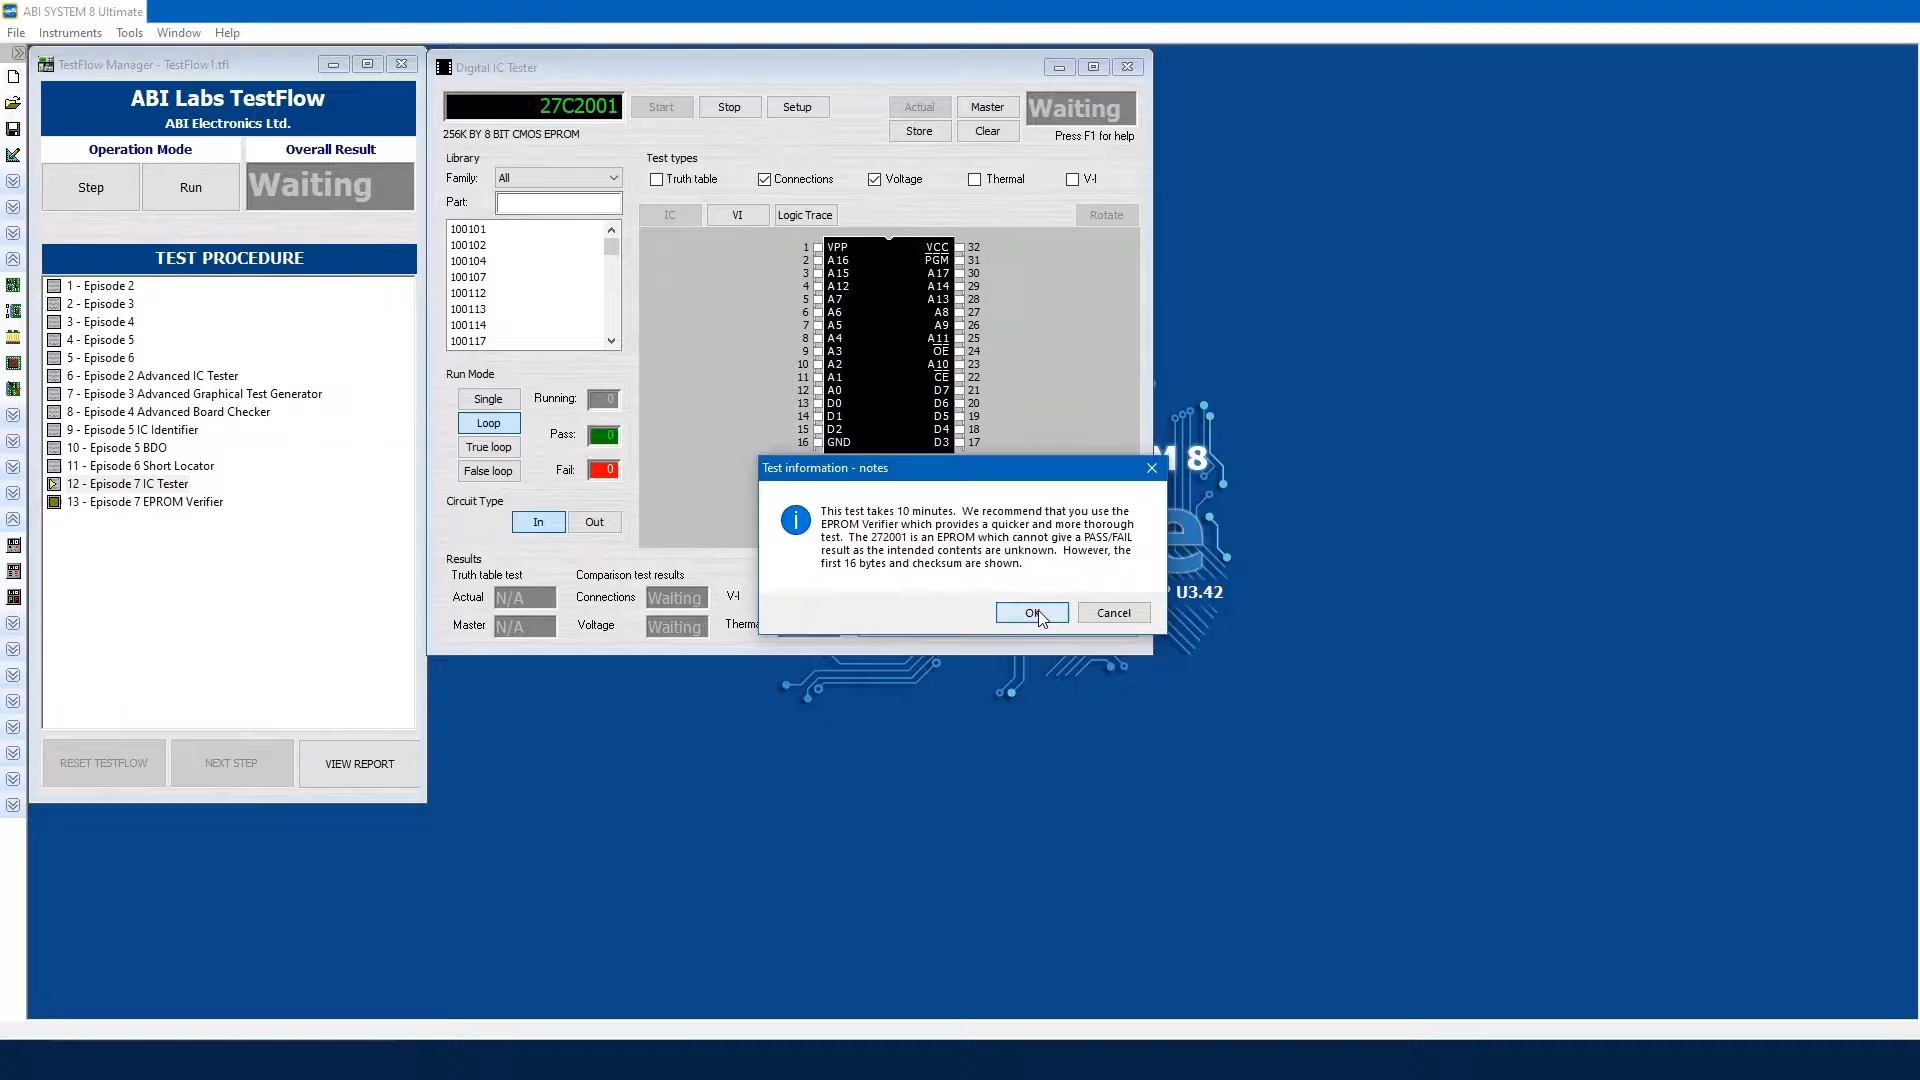 ABI SYSTEM 8 Ultimate
File Instruments Tools Window Help
TestFlow Manager - TestFlow1.tfl
ABI Labs TestFlow
ABI Electronics Ltd.
Operation Mode Overall Result
Step Run Waiting
TEST PROCEDURE
1 - Episode 2
2 - Episode 3
3 - Episode 4
4 - Episode 5
5 - Episode 6
6 - Episode 2 Advanced IC Tester
7 - Episode 3 Advanced Graphical Test Generator
8 - Episode 4 Advanced Board Checker
9 - Episode 5 IC Identifier
10 - Episode 5 BDO
11 - Episode 6 Short Locator
12 - Episode 7 IC Tester
13 - Episode 7 EPROM Verifier
RESET TESTFLOW NEXT STEP VIEW REPORT
Digital IC Tester
27C2001 Start Stop Setup Actual Master Waiting
256K BY 8 BIT CMOS EPROM Store Clear Press F1 for help
Library
Family: All
Part:
100101
100102
100104
100107
100112
100113
100114
100117
Test types
Truth table Connections Voltage Thermal V-I
IC VI Logic Trace Rotate
1 VPP VCC 32
2 A16 PGM 31
3 A15 A17 30
4 A12 A14 29
5 A7 A13 28
6 A6 A8 27
7 A5 A9 26
8 A4 A11 25
9 A3 OE 24
10 A2 A10 23
11 A1 CE 22
12 A0 D7 21
13 D0 D6 20
14 D1 D5 19
15 D2 D4 18
16 GND D3 17
Run Mode
Single Running: 0
Loop
True loop Pass: 0
False loop Fail: 0
Circuit Type
In Out
Results
Truth table test Comparison test results
Actual N/A Connections Waiting V-I
Master N/A Voltage Waiting
Test information - notes
This test takes 10 minutes. We recommend that you use the
EPROM Verifier which provides a quicker and more thorough
test. The 272001 is an EPROM which cannot give a PASS/FAIL
result as the intended contents are unknown. However, the
first 16 bytes and checksum are shown.
OK Cancel
8
U3.42